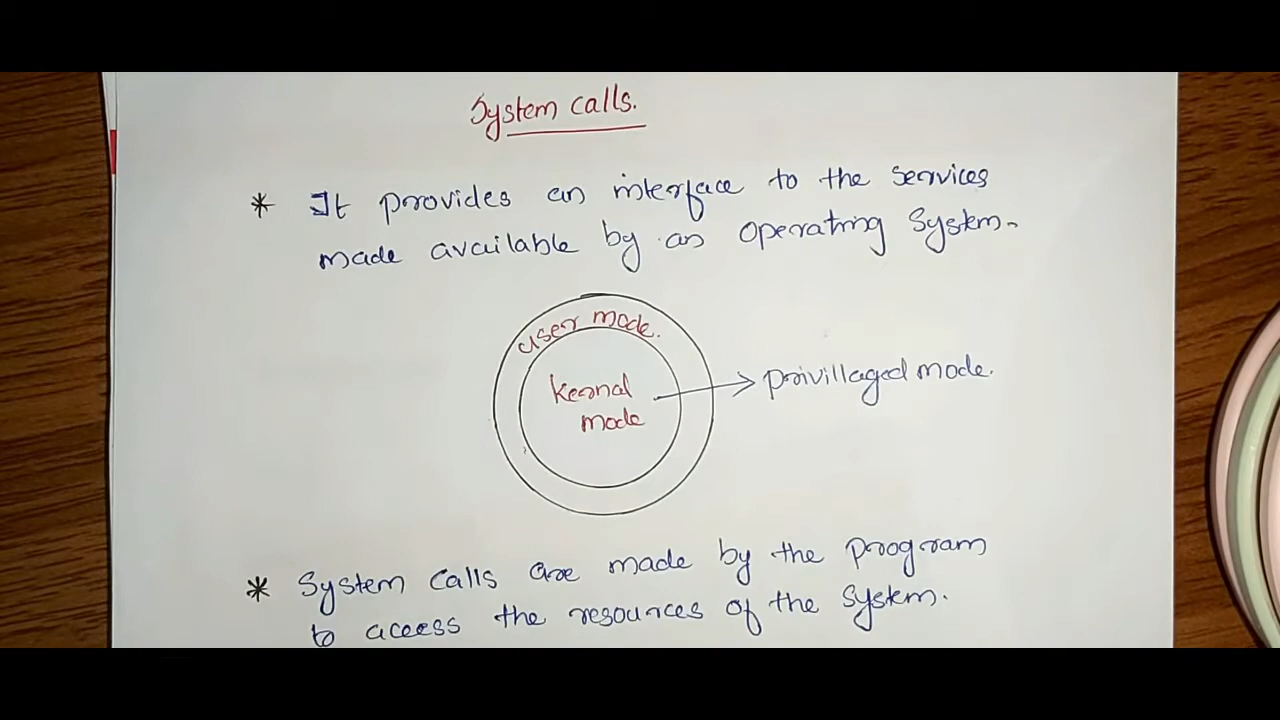 System calls.
* It provides an interface to the services
made available by an operating system.
user mode.
kernal
mode
privillaged mode.
* System calls are made by the program
to access the resources of the system.